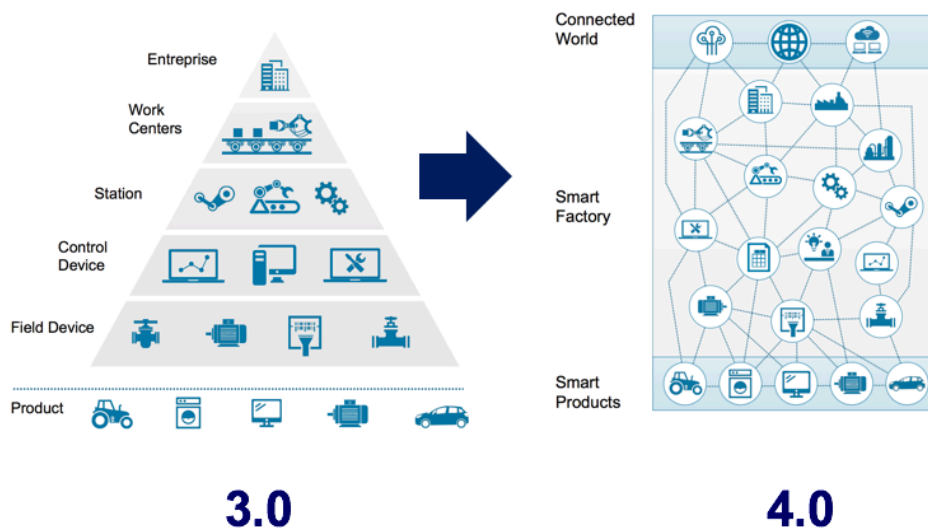 Entreprise
Work
Centers
Station
Control
Device
Field Device
Product
3.0
Connected
World
Smart
Factory
Smart
Products
4.0